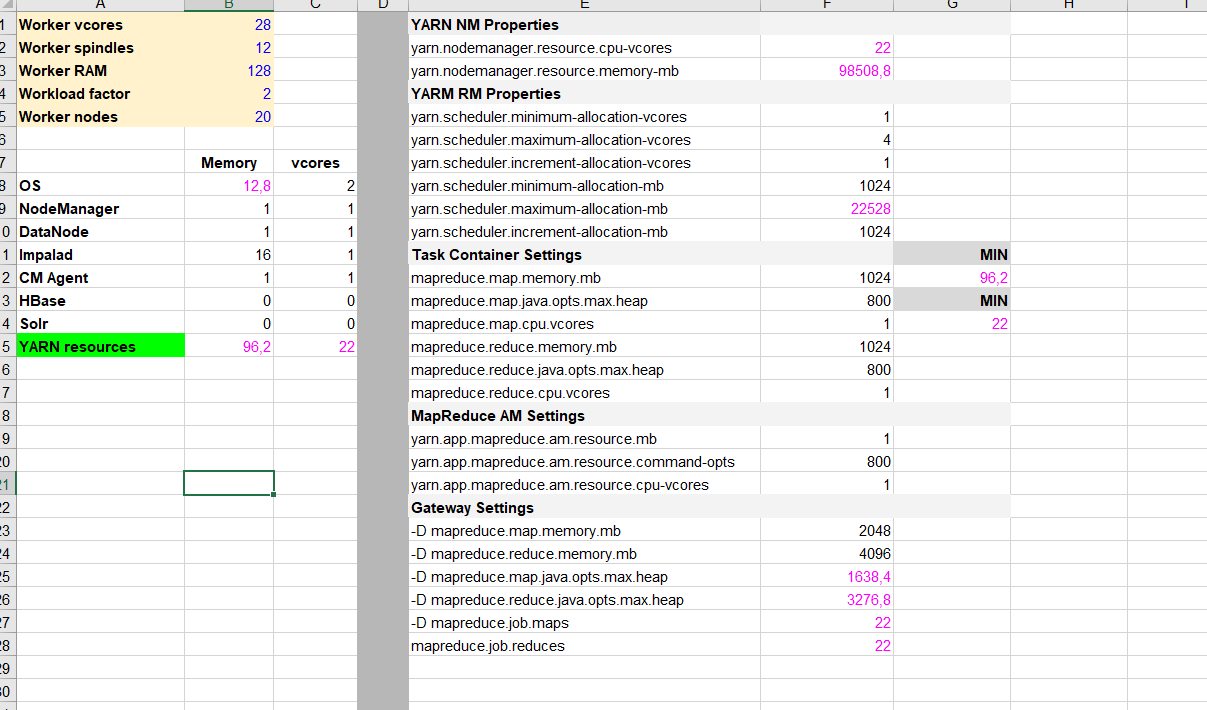 A B C D E F G H I
1 Worker vcores 28 YARN NM Properties
2 Worker spindles 12 yarn.nodemanager.resource.cpu-vcores 22
3 Worker RAM 128 yarn.nodemanager.resource.memory-mb 98508,8
4 Workload factor 2 YARM RM Properties
5 Worker nodes 20 yarn.scheduler.minimum-allocation-vcores 1
6 yarn.scheduler.maximum-allocation-vcores 4
7 Memory vcores yarn.scheduler.increment-allocation-vcores 1
8 OS 12,8 2 yarn.scheduler.minimum-allocation-mb 1024
9 NodeManager 1 1 yarn.scheduler.maximum-allocation-mb 22528
0 DataNode 1 1 yarn.scheduler.increment-allocation-mb 1024
1 Impalad 16 1 Task Container Settings MIN
2 CM Agent 1 1 mapreduce.map.memory.mb 1024 96,2
3 HBase 0 0 mapreduce.map.java.opts.max.heap 800 MIN
4 Solr 0 0 mapreduce.map.cpu.vcores 1 22
5 YARN resources 96,2 22 mapreduce.reduce.memory.mb 1024
6 mapreduce.reduce.java.opts.max.heap 800
7 mapreduce.reduce.cpu.vcores 1
8 MapReduce AM Settings
9 yarn.app.mapreduce.am.resource.mb 1
20 yarn.app.mapreduce.am.resource.command-opts 800
21 yarn.app.mapreduce.am.resource.cpu-vcores 1
22 Gateway Settings
23 -D mapreduce.map.memory.mb 2048
24 -D mapreduce.reduce.memory.mb 4096
25 -D mapreduce.map.java.opts.max.heap 1638,4
26 -D mapreduce.reduce.java.opts.max.heap 3276,8
27 -D mapreduce.job.maps 22
28 mapreduce.job.reduces 22
29
30